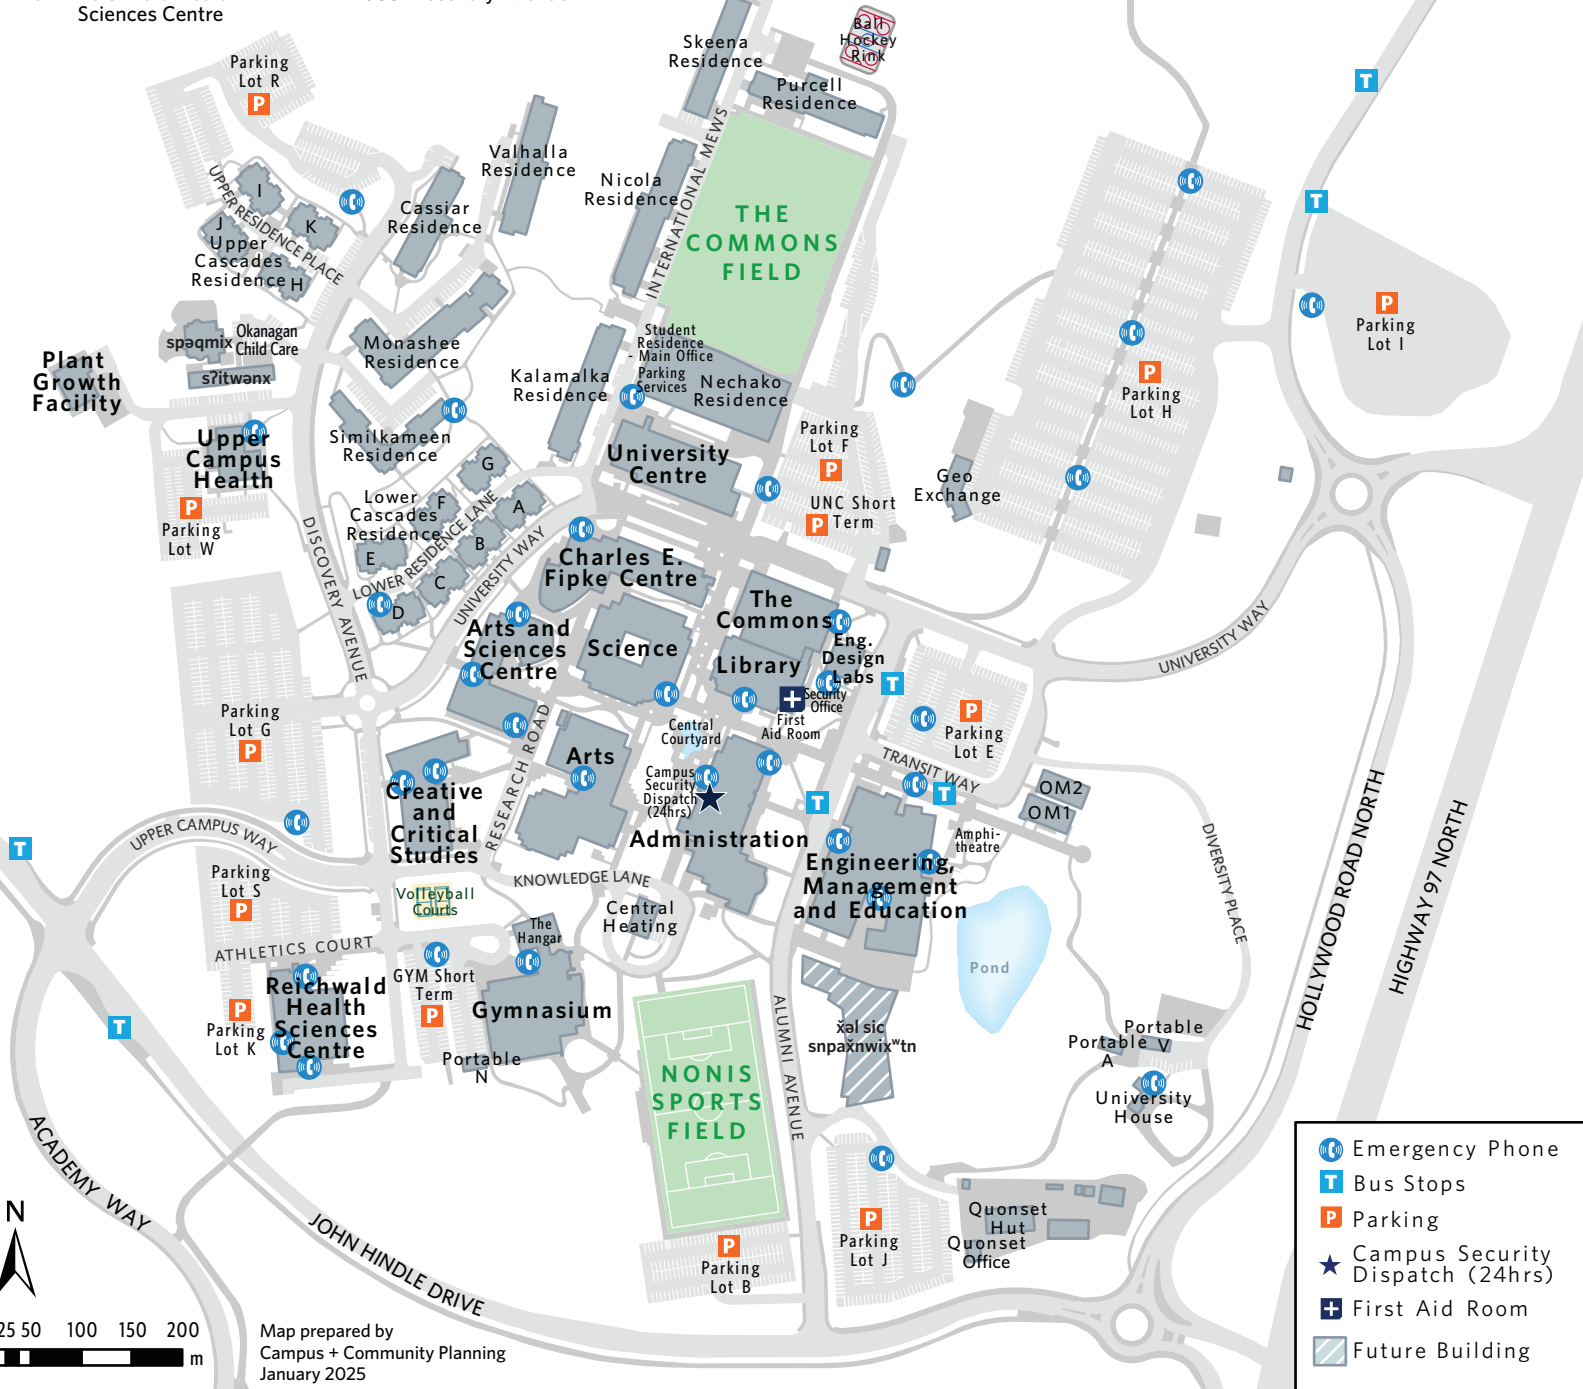 Sciences Centre
Parking
Lot R
Skeena
Residence
Ball
Hockey
Rink
Purcell
Residence
Valhalla
Residence
Nicola
Residence
INTERNATIONAL MEWS
THE
COMMONS
FIELD
Cassiar
Residence
UPPER RESIDENCE PLACE
I
J
K
H
Upper
Cascades
Residence
spəqmix
Okanagan
Child Care
sʔitwənx
Plant
Growth
Facility
Monashee
Residence
Student
Residence
- Main Office
Parking
Services
Nechako
Residence
Kalamalka
Residence
Parking
Lot I
Parking
Lot H
Upper
Campus
Health
Similkameen
Residence
University
Centre
Parking
Lot F
UNC Short
Term
Geo
Exchange
Parking
Lot W
Lower
Cascades
Residence
G
F
A
B
E
C
D
LOWER RESIDENCE LANE
UNIVERSITY WAY
DISCOVERY AVENUE
Charles E.
Fipke Centre
Arts and
Sciences
Centre
Science
The
Commons
Library
Eng.
Design
Labs
Security
Office
First
Aid Room
UNIVERSITY WAY
Parking
Lot G
Parking
Lot E
Central
Courtyard
RESEARCH ROAD
Arts
Campus
Security
Dispatch
(24hrs)
TRANSIT WAY
OM2
OM1
Creative
and
Critical
Studies
Administration
Amphi-
theatre
UPPER CAMPUS WAY
Engineering,
Management
and Education
DIVERSITY PLACE
HOLLYWOOD ROAD NORTH
HIGHWAY 97 NORTH
Parking
Lot S
KNOWLEDGE LANE
Volleyball
Courts
Central
Heating
The
Hangar
ATHLETICS COURT
Pond
Reichwald
Health
Sciences
Centre
GYM Short
Term
Gymnasium
Parking
Lot K
Portable
N
ALUMNI AVENUE
x̌əl sic
snpax̌nwixʷtn
Portable
V
Portable
A
NONIS
SPORTS
FIELD
University
House
ACADEMY WAY
JOHN HINDLE DRIVE
Quonset
Hut
Quonset
Office
Parking
Lot J
Parking
Lot B
Emergency Phone
Bus Stops
Parking
Campus Security
Dispatch (24hrs)
First Aid Room
Future Building
N
25 50 100 150 200
m
Map prepared by
Campus + Community Planning
January 2025